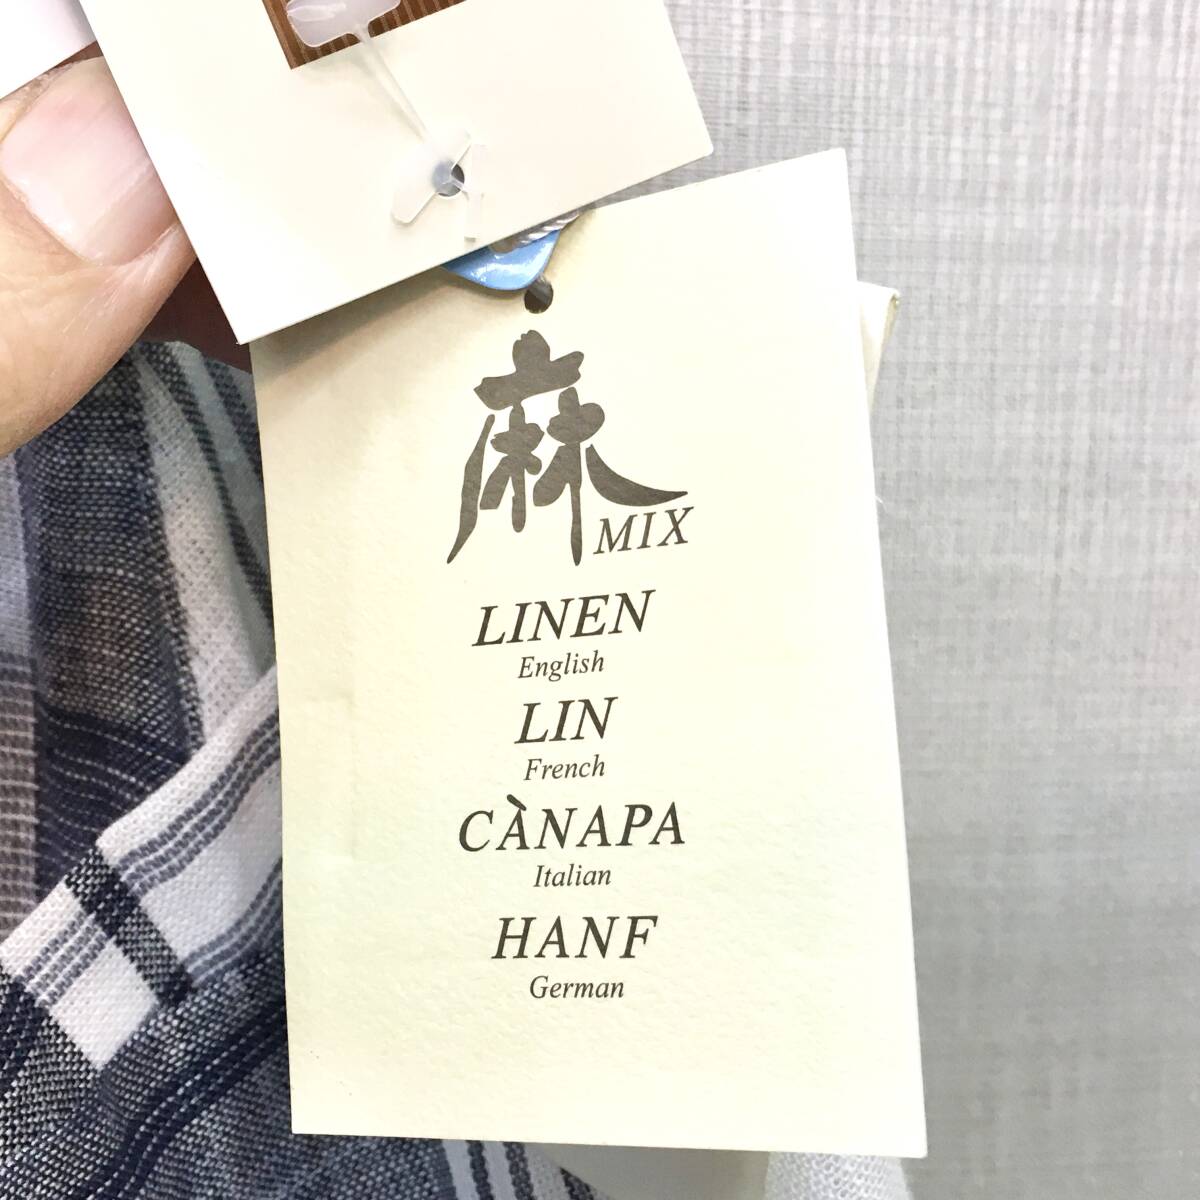 麻 MIX
LINEN
English
LIN
French
CÀNAPA
Italian
HANF
German